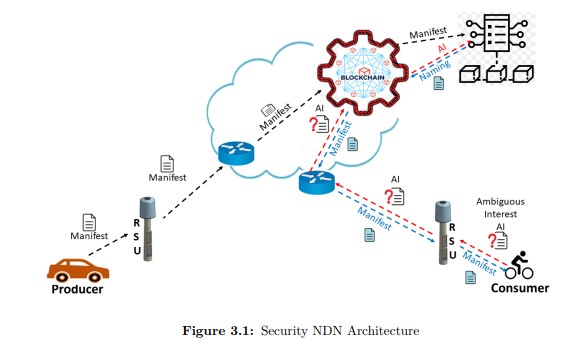 Manifest
AI
Naming
BLOCKCHAIN
Manifest
AI
Manifest
Manifest
AI
Manifest
Ambiguous
Interest
AI
Manifest
R
S
U
Manifest
R
S
U
Producer
Consumer
Figure 3.1: Security NDN Architecture